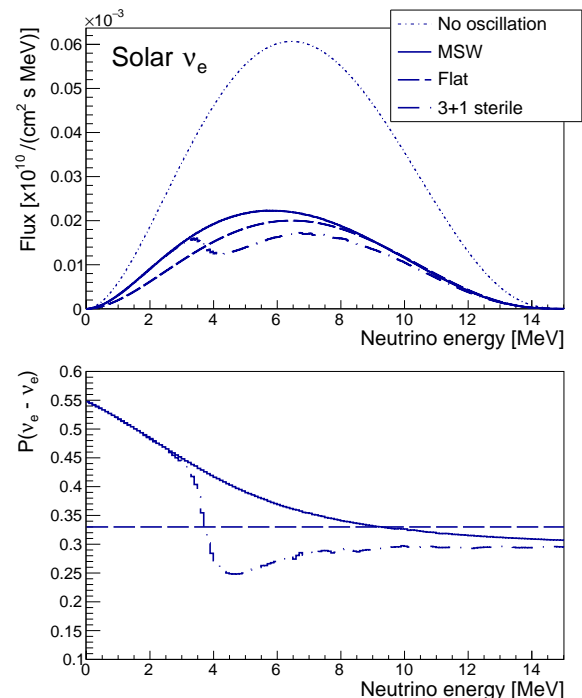 ×10⁻³
No oscillation
MSW
Flat
3+1 sterile
Solar νₑ
Flux [x10¹⁰ /(cm² s MeV)]
0.06
0.05
0.04
0.03
0.02
0.01
0
0 2 4 6 8 10 12 14
Neutrino energy [MeV]
P(νₑ - νₑ)
0.6
0.55
0.5
0.45
0.4
0.35
0.3
0.25
0.2
0.15
0.1
0 2 4 6 8 10 12 14
Neutrino energy [MeV]